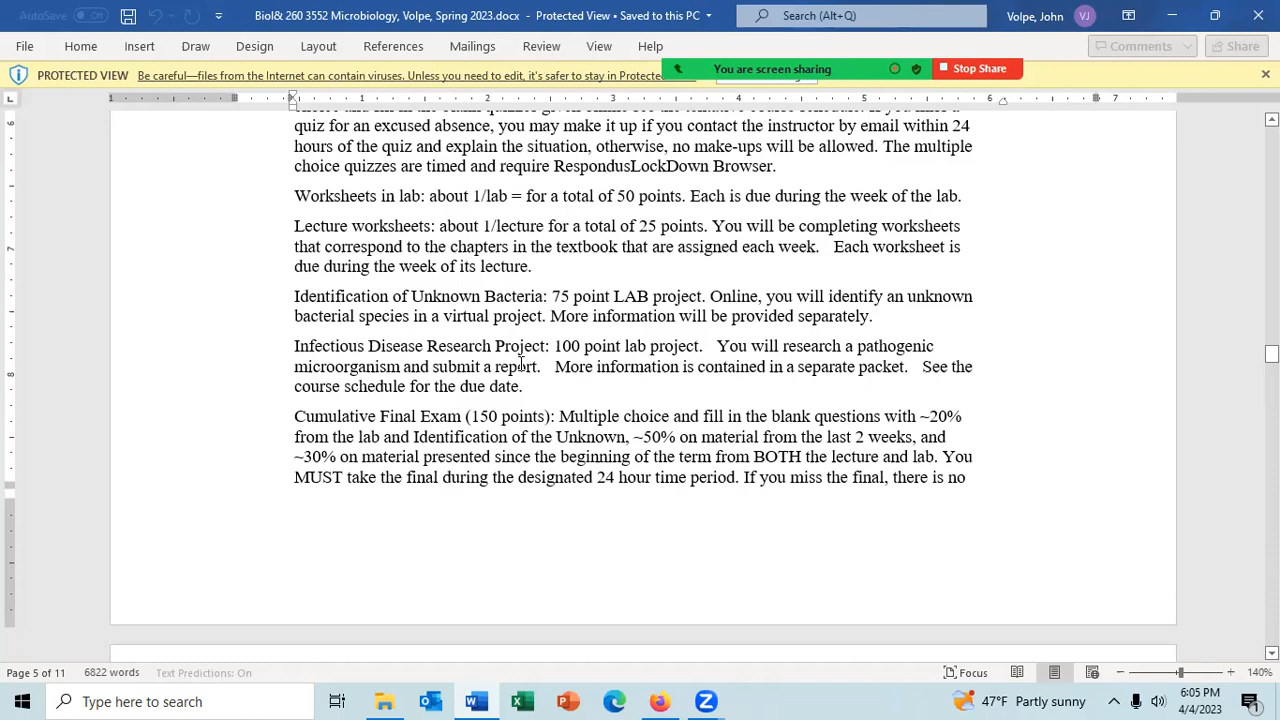 AutoSave Off Biol& 260 3552 Microbiology, Volpe, Spring 2023.docx - Protected View • Saved to this PC Search (Alt+Q) Volpe, John VJ
File Home Insert Draw Design Layout References Mailings Review View Help Comments Share
PROTECTED VIEW Be careful—files from the Internet can contain viruses. Unless you need to edit, it's safer to stay in Protected You are screen sharing Stop Share
1 1 2 3 4 5 6 7
quiz for an excused absence, you may make it up if you contact the instructor by email within 24
hours of the quiz and explain the situation, otherwise, no make-ups will be allowed. The multiple
choice quizzes are timed and require RespondusLockDown Browser.
Worksheets in lab: about 1/lab = for a total of 50 points. Each is due during the week of the lab.
Lecture worksheets: about 1/lecture for a total of 25 points. You will be completing worksheets
that correspond to the chapters in the textbook that are assigned each week. Each worksheet is
due during the week of its lecture.
Identification of Unknown Bacteria: 75 point LAB project. Online, you will identify an unknown
bacterial species in a virtual project. More information will be provided separately.
Infectious Disease Research Project: 100 point lab project. You will research a pathogenic
microorganism and submit a report. More information is contained in a separate packet. See the
course schedule for the due date.
Cumulative Final Exam (150 points): Multiple choice and fill in the blank questions with ~20%
from the lab and Identification of the Unknown, ~50% on material from the last 2 weeks, and
~30% on material presented since the beginning of the term from BOTH the lecture and lab. You
MUST take the final during the designated 24 hour time period. If you miss the final, there is no
Page 5 of 11 6822 words Text Predictions: On Focus 140%
Type here to search 47°F Partly sunny 6:05 PM
4/4/2023